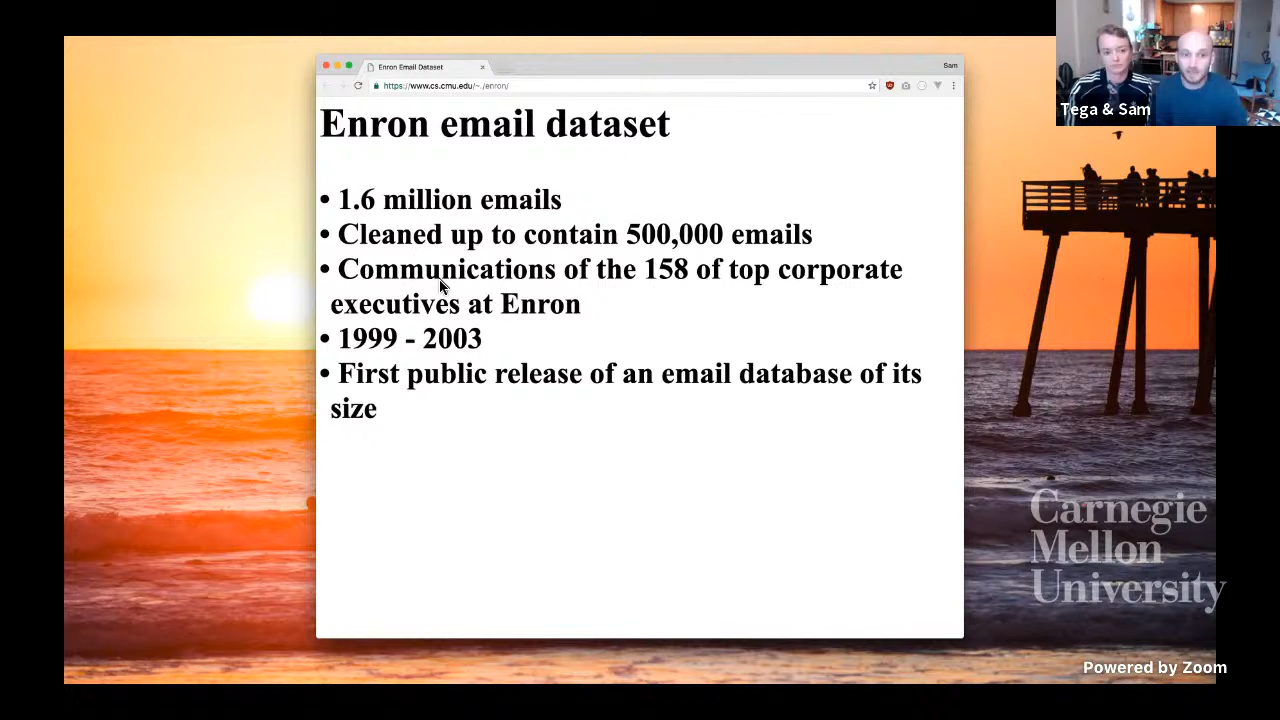 Enron Email Dataset
Sam
https://www.cs.cmu.edu/~./enron/
Enron email dataset
• 1.6 million emails
• Cleaned up to contain 500,000 emails
• Communications of the 158 of top corporate
executives at Enron
• 1999 - 2003
• First public release of an email database of its
size
Tega & Sam
Carnegie
Mellon
University
Powered by Zoom